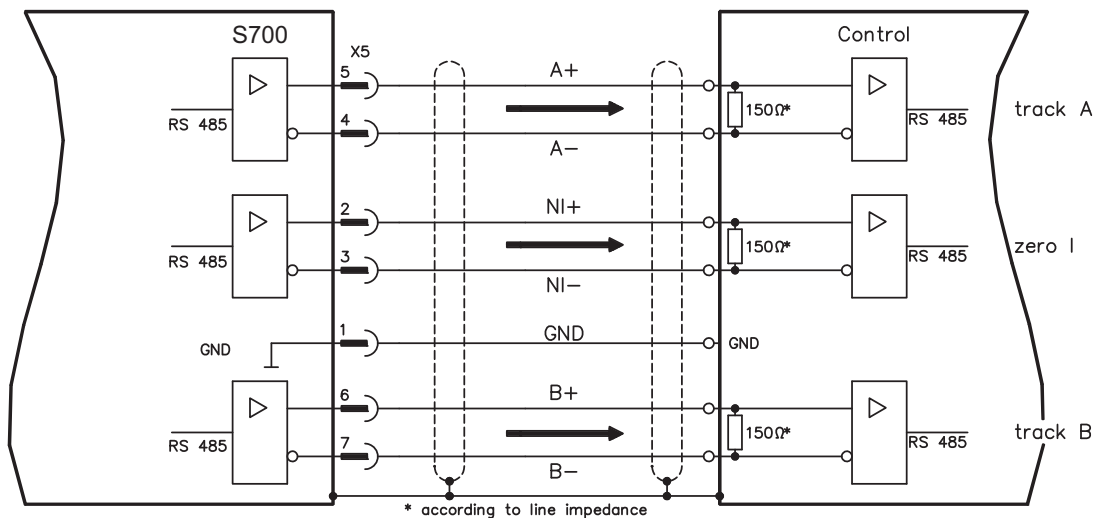 S700
Control
X5
5
A+
RS 485
150Ω*
RS 485
track A
4
A-
2
NI+
RS 485
150Ω*
RS 485
zero I
3
NI-
1
GND
GND
GND
6
B+
RS 485
150Ω*
RS 485
track B
7
B-
* according to line impedance